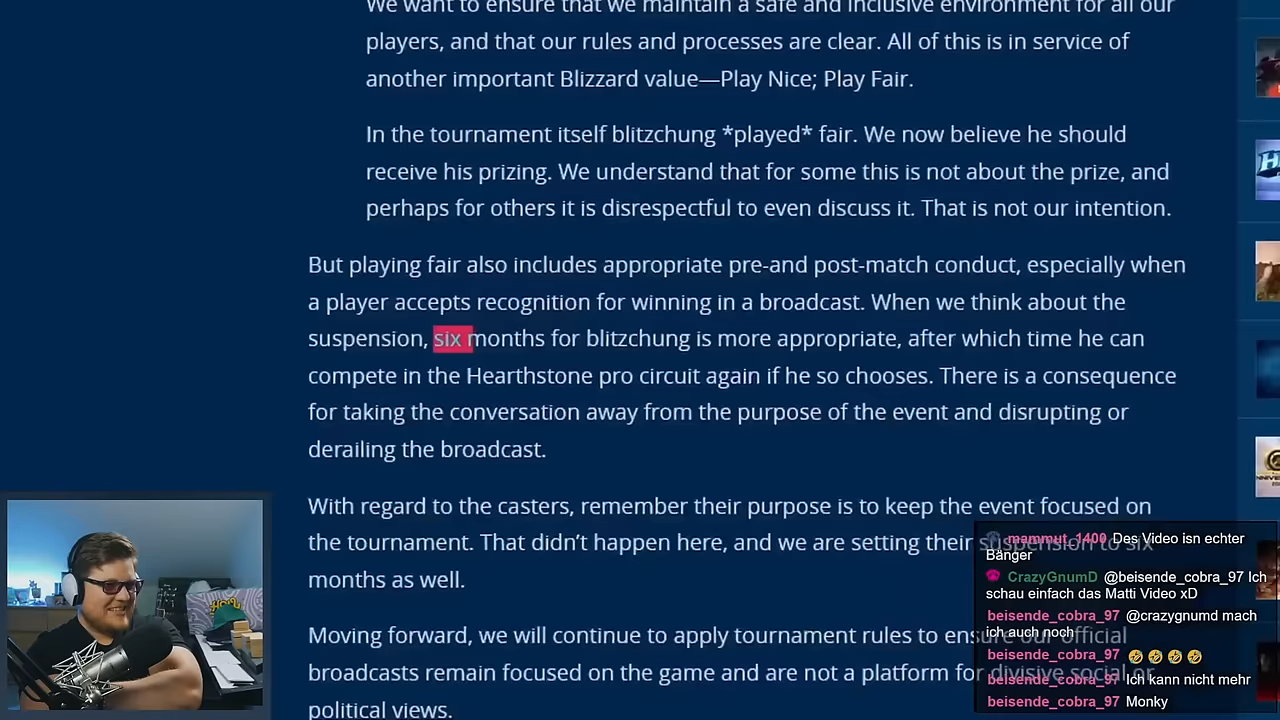 We want to ensure that we maintain a safe and inclusive environment for all our
players, and that our rules and processes are clear. All of this is in service of
another important Blizzard value—Play Nice; Play Fair.
In the tournament itself blitzchung *played* fair. We now believe he should
receive his prizing. We understand that for some this is not about the prize, and
perhaps for others it is disrespectful to even discuss it. That is not our intention.
But playing fair also includes appropriate pre-and post-match conduct, especially when
a player accepts recognition for winning in a broadcast. When we think about the
suspension, six months for blitzchung is more appropriate, after which time he can
compete in the Hearthstone pro circuit again if he so chooses. There is a consequence
for taking the conversation away from the purpose of the event and disrupting or
derailing the broadcast.
With regard to the casters, remember their purpose is to keep the event focused on
the tournament. That didn’t happen here, and we are setting their suspension to six
months as well.
Moving forward, we will continue to apply tournament rules to ensure our official
broadcasts remain focused on the game and are not a platform for divisive social or
political views.
mammut_1400 Des Video isn echter
Bänger
CrazyGnumD @beisende_cobra_97 Ich
schau einfach das Matti Video xD
beisende_cobra_97 @crazygnumd mach
ich auch noch
beisende_cobra_97 🤣 🤣 🤣 🤣
beisende_cobra_97 Ich kann nicht mehr
beisende_cobra_97 Monky